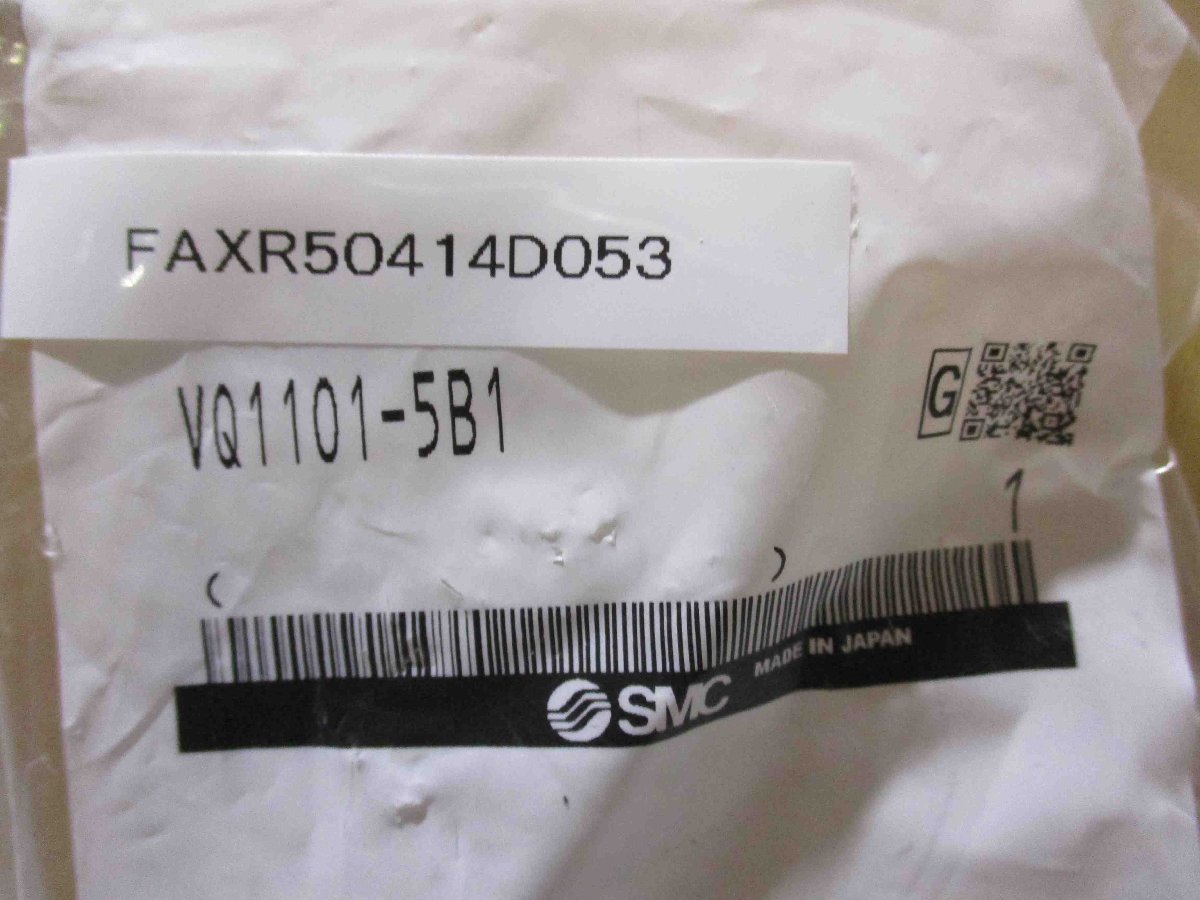 FAXR50414D053
VQ1101-5B1
G
1
( )
SMC MADE IN JAPAN